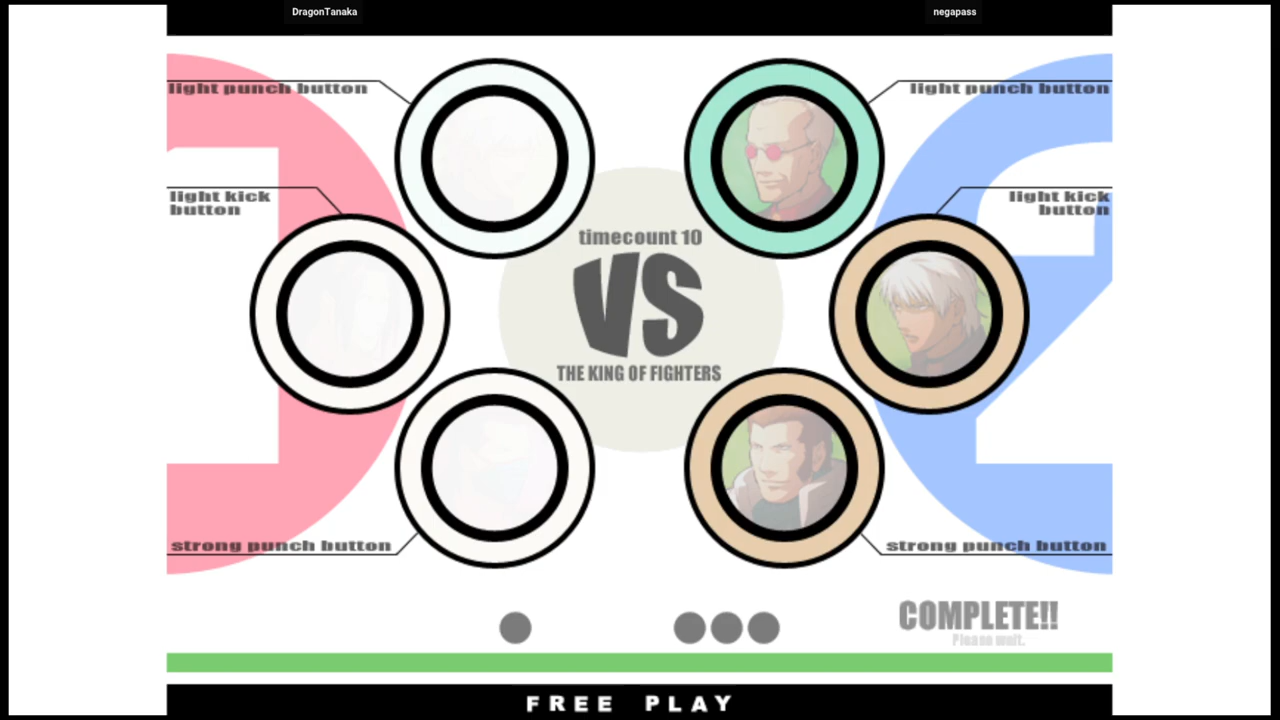 DragonTanaka
negapass
light punch button
light punch button
light kick
button
light kick
button
timecount 10
VS
THE KING OF FIGHTERS
strong punch button
strong punch button
COMPLETE!!
Please wait.
FREE PLAY